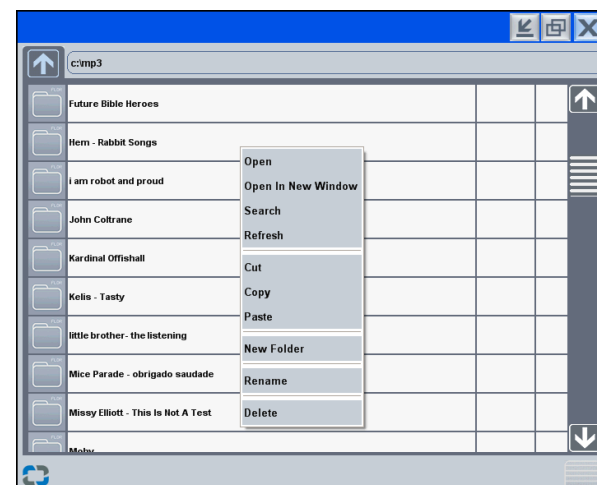 c:\mp3
Future Bible Heroes
Hem - Rabbit Songs
i am robot and proud
John Coltrane
Kardinal Offishall
Kelis - Tasty
little brother- the listening
Mice Parade - obrigado saudade
Missy Elliott - This Is Not A Test
Moby
Open
Open In New Window
Search
Refresh
Cut
Copy
Paste
New Folder
Rename
Delete